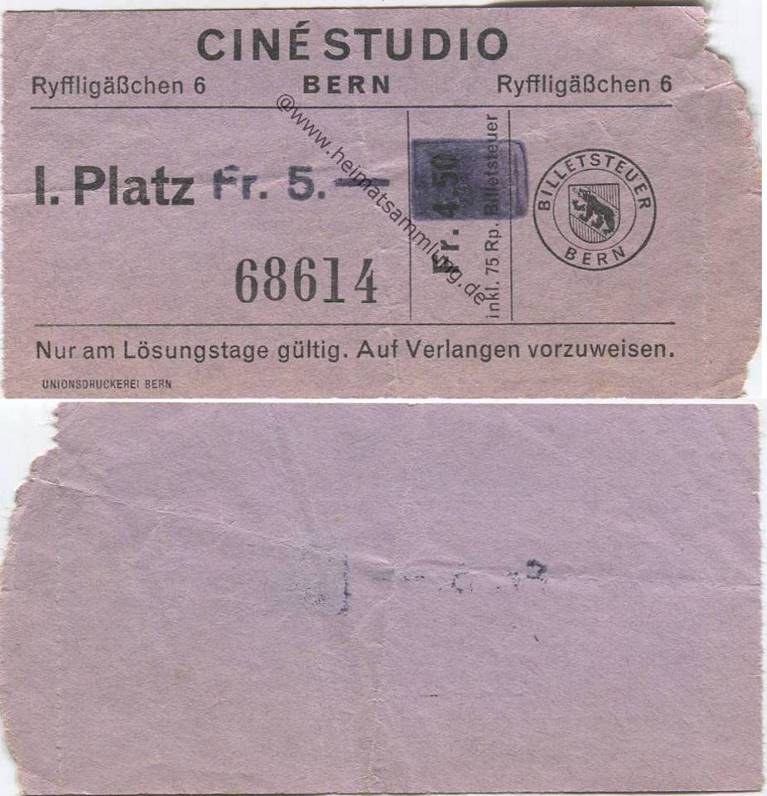 CINÉ STUDIO
Ryffligäßchen 6 BERN Ryffligäßchen 6
@www.heimatsammlung.de
I. Platz Fr. 5.—
Fr. 4.50
inkl. 75 Rp. Billetsteuer
BILLETSTEUER
BERN
68614
Nur am Lösungstage gültig. Auf Verlangen vorzuweisen.
UNIONSDRUCKEREI BERN